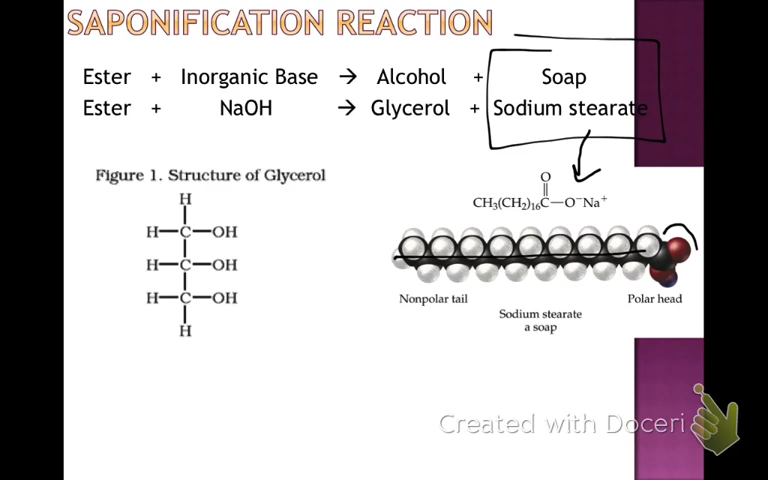 SAPONIFICATION REACTION
Ester + Inorganic Base → Alcohol + Soap
Ester + NaOH → Glycerol + Sodium stearate
Figure 1. Structure of Glycerol
H
H—C—OH
H—C—OH
H—C—OH
H
O
CH₃(CH₂)₁₆C—O⁻Na⁺
Nonpolar tail
Polar head
Sodium stearate
a soap
Created with Doceri